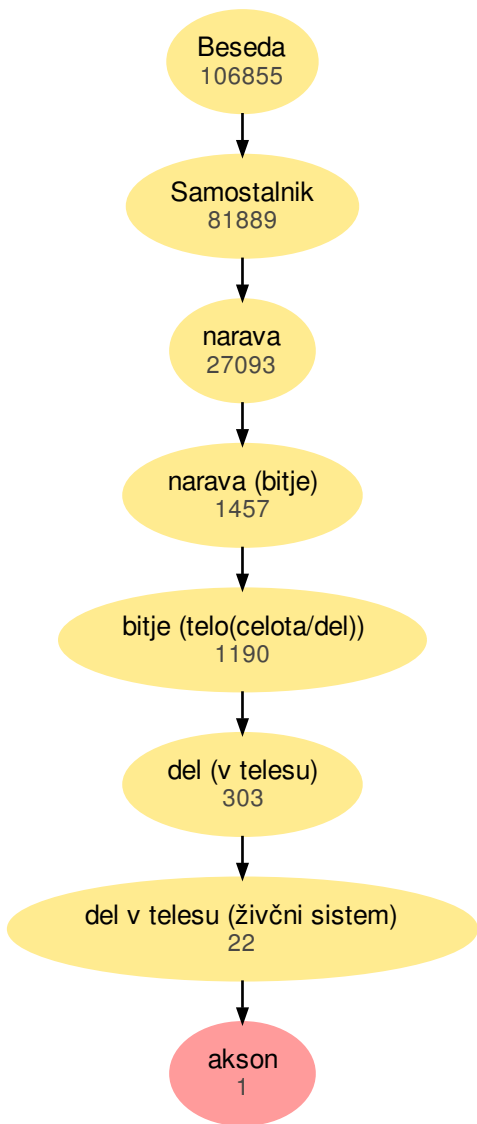 Beseda
106855
Samostalnik
81889
narava
27093
narava (bitje)
1457
bitje (telo(celota/del))
1190
del (v telesu)
303
del v telesu (živčni sistem)
22
akson
1